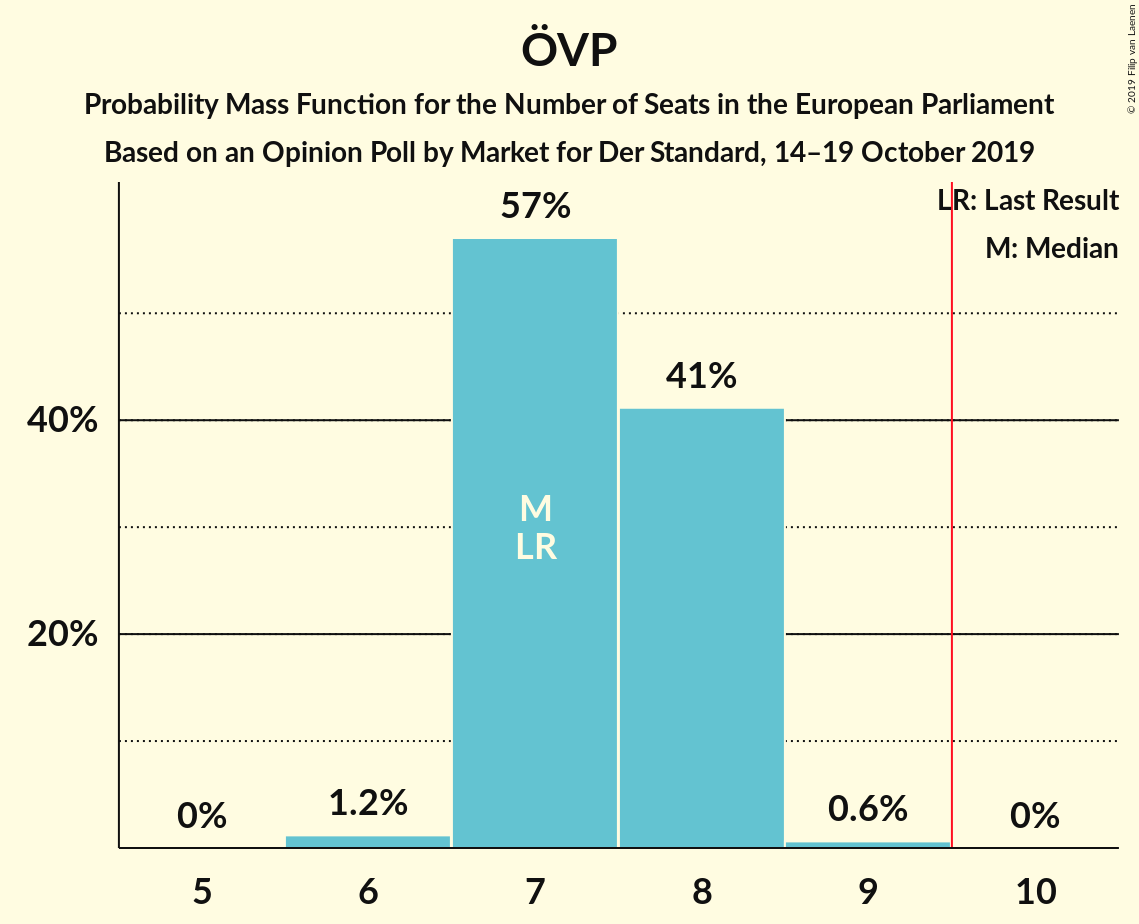 ÖVP
Probability Mass Function for the Number of Seats in the European Parliament
Based on an Opinion Poll by Market for Der Standard, 14–19 October 2019
© 2019 Filip van Laenen
LR: Last Result
M: Median
57%
41%
40%
M
LR
20%
0%
1.2%
0.6%
0%
5
6
7
8
9
10